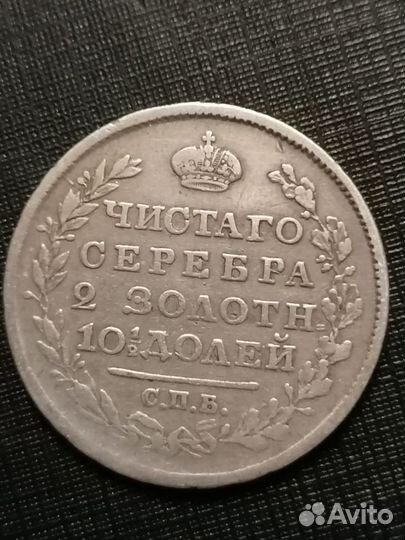 ЧИСТАГО
СЕРЕБРА
2 ЗОЛОТН
10½ ДОЛЕЙ
С.П.Б.
Avito